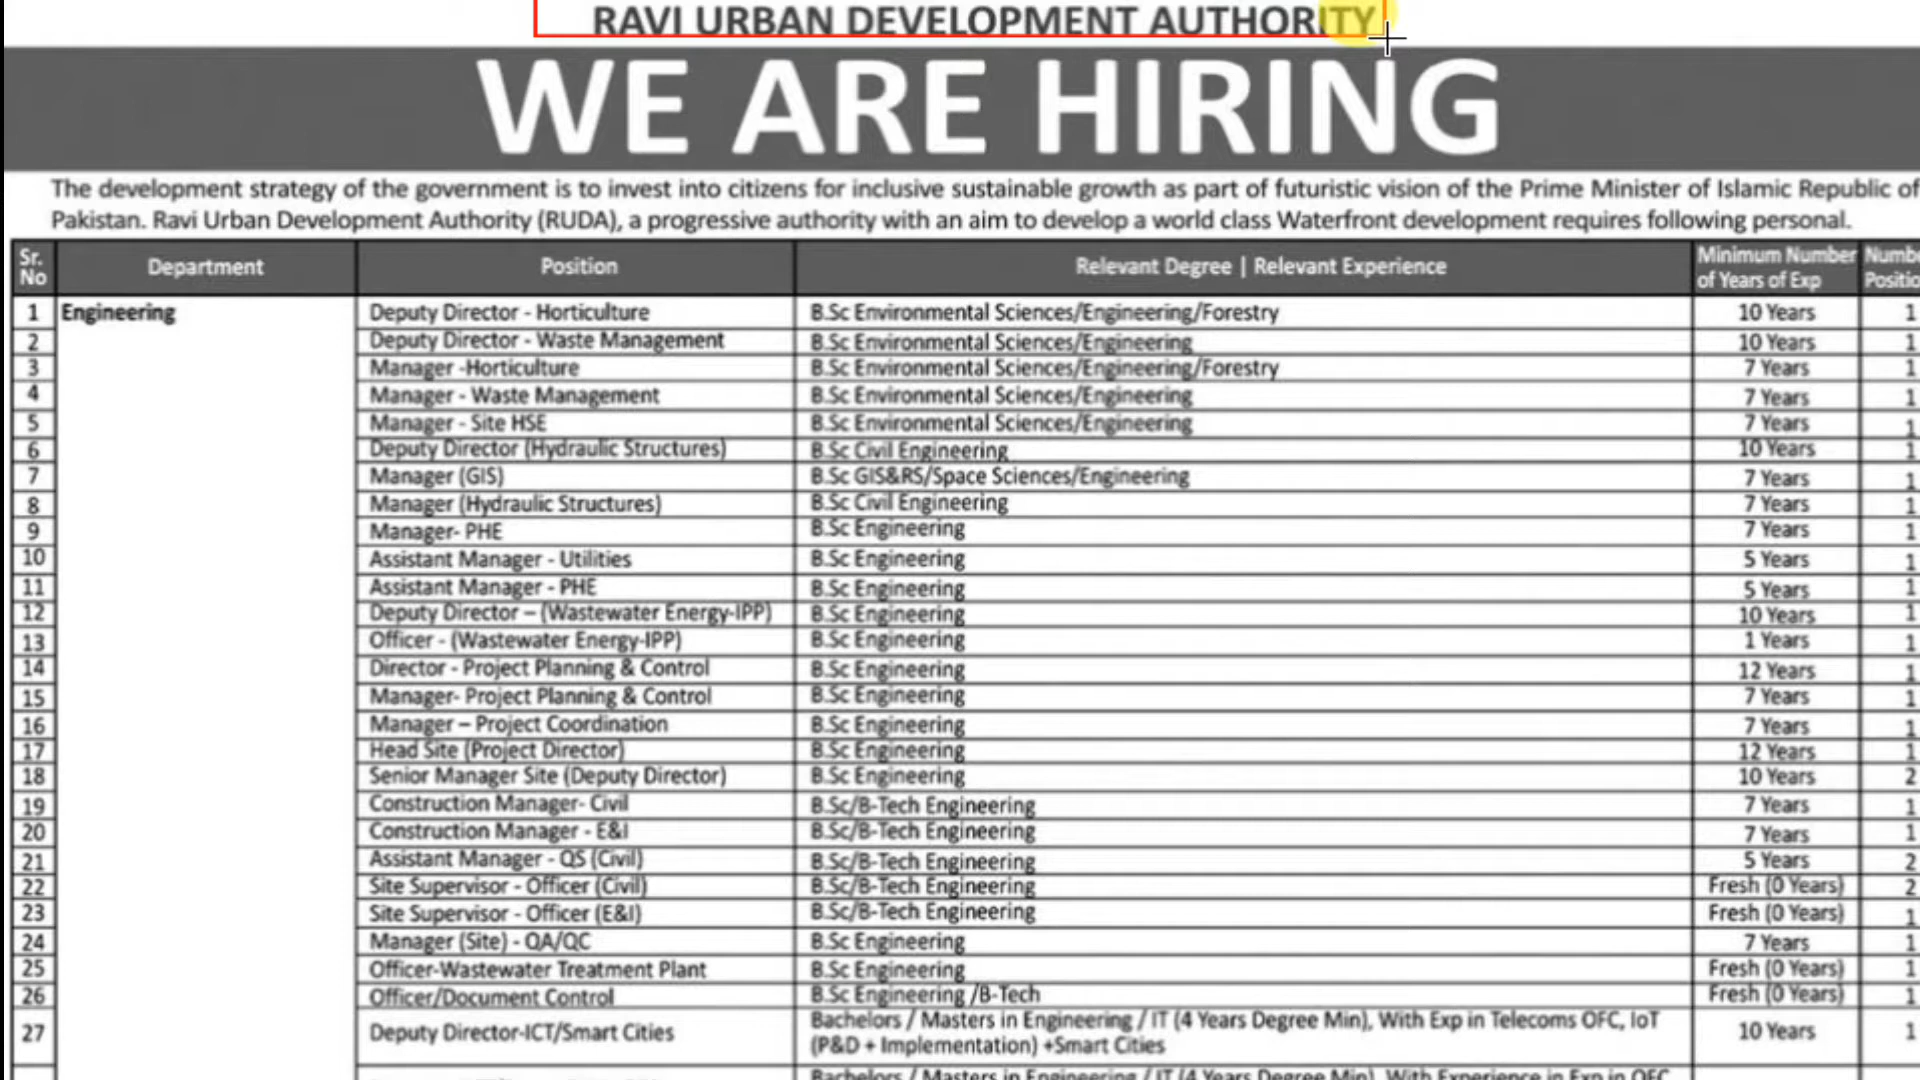 RAVI URBAN DEVELOPMENT AUTHORITY
WE ARE HIRING
The development strategy of the government is to invest into citizens for inclusive sustainable growth as part of futuristic vision of the Prime Minister of Islamic Republic of
Pakistan. Ravi Urban Development Authority (RUDA), a progressive authority with an aim to develop a world class Waterfront development requires following personal.
Sr. No Department Position Relevant Degree | Relevant Experience Minimum Number of Years of Exp
1 Engineering Deputy Director - Horticulture B.Sc Environmental Sciences/Engineering/Forestry 10 Years 1
2 Deputy Director - Waste Management B.Sc Environmental Sciences/Engineering 10 Years 1
3 Manager -Horticulture B.Sc Environmental Sciences/Engineering/Forestry 7 Years 1
4 Manager - Waste Management B.Sc Environmental Sciences/Engineering 7 Years 1
5 Manager - Site HSE B.Sc Environmental Sciences/Engineering 7 Years 1
6 Deputy Director (Hydraulic Structures) B.Sc Civil Engineering 10 Years 1
7 Manager (GIS) B.Sc GIS&RS/Space Sciences/Engineering 7 Years 1
8 Manager (Hydraulic Structures) B.Sc Civil Engineering 7 Years 1
9 Manager- PHE B.Sc Engineering 7 Years 1
10 Assistant Manager - Utilities B.Sc Engineering 5 Years 1
11 Assistant Manager - PHE B.Sc Engineering 5 Years 1
12 Deputy Director – (Wastewater Energy-IPP) B.Sc Engineering 10 Years 1
13 Officer - (Wastewater Energy-IPP) B.Sc Engineering 1 Years 1
14 Director - Project Planning & Control B.Sc Engineering 12 Years 1
15 Manager- Project Planning & Control B.Sc Engineering 7 Years 1
16 Manager – Project Coordination B.Sc Engineering 7 Years 1
17 Head Site (Project Director) B.Sc Engineering 12 Years 1
18 Senior Manager Site (Deputy Director) B.Sc Engineering 10 Years 2
19 Construction Manager- Civil B.Sc/B-Tech Engineering 7 Years 1
20 Construction Manager - E&I B.Sc/B-Tech Engineering 7 Years 1
21 Assistant Manager - QS (Civil) B.Sc/B-Tech Engineering 5 Years 2
22 Site Supervisor - Officer (Civil) B.Sc/B-Tech Engineering Fresh (0 Years) 2
23 Site Supervisor - Officer (E&I) B.Sc/B-Tech Engineering Fresh (0 Years) 1
24 Manager (Site) - QA/QC B.Sc Engineering 7 Years 1
25 Officer-Wastewater Treatment Plant B.Sc Engineering Fresh (0 Years) 1
26 Officer/Document Control B.Sc Engineering /B-Tech Fresh (0 Years) 1
27 Deputy Director-ICT/Smart Cities Bachelors / Masters in Engineering / IT (4 Years Degree Min), With Exp in Telecoms OFC, IoT
(P&D + Implementation) +Smart Cities 10 Years 1
Bachelors / Masters in Engineering / IT (4 Years Degree Min), With Experience in Exp in OFC